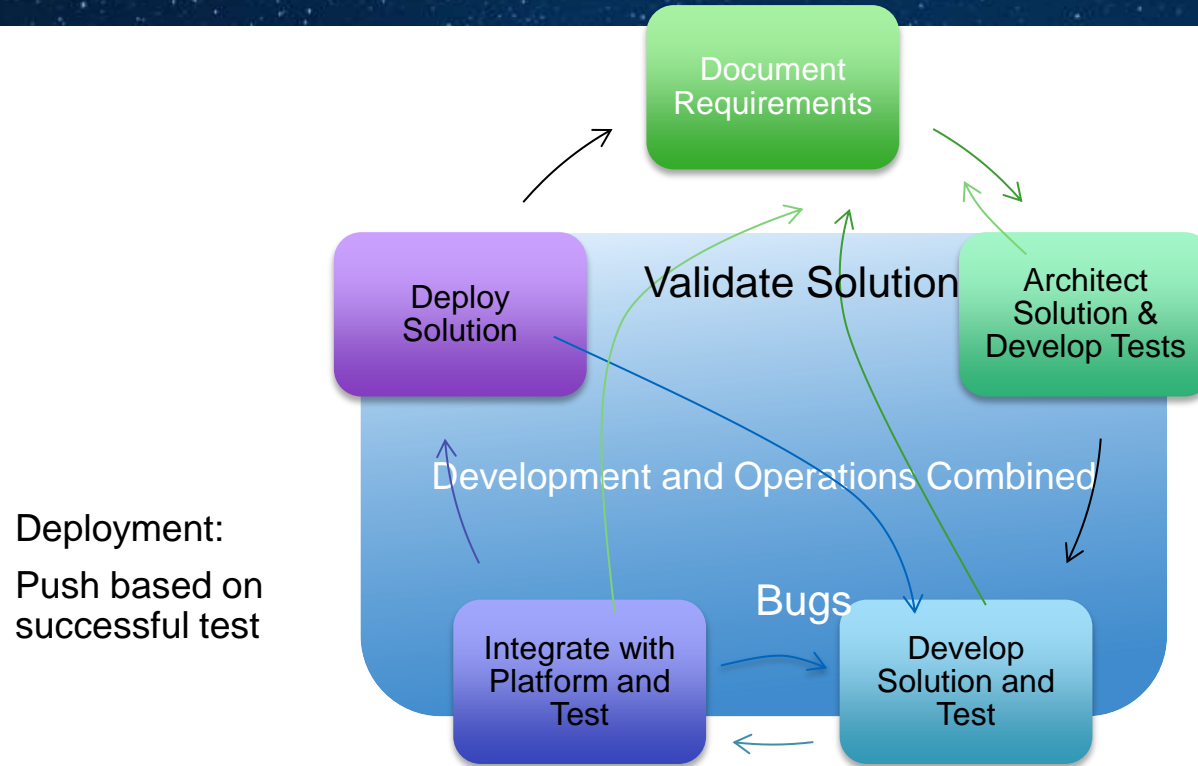 Document
Requirements
Deploy
Solution
Validate Solution
Architect
Solution &
Develop Tests
Development and Operations Combined
Deployment:
Push based on
successful test
Bugs
Integrate with
Platform and
Test
Develop
Solution and
Test